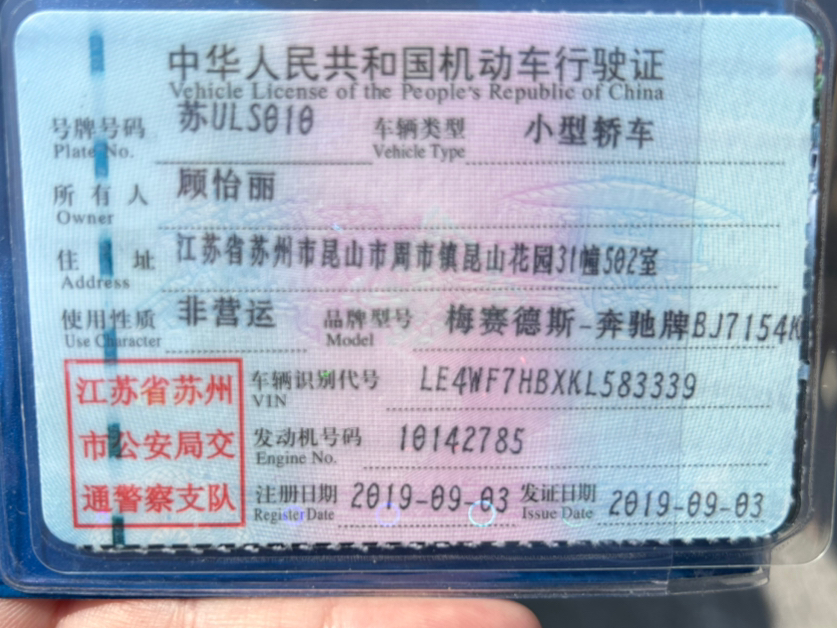 中华人民共和国机动车行驶证
Vehicle License of the People's Republic of China
号牌号码 苏ULS010 车辆类型 小型轿车
Plate No. Vehicle Type
所有人 顾怡丽
Owner
住址 江苏省苏州市昆山市周市镇昆山花园31幢502室
Address
使用性质 非营运 品牌型号 梅赛德斯-奔驰牌BJ7154K
Use Character Model
江苏省苏州
市公安局交
通警察支队
车辆识别代号 LE4WF7HBXKL583339
VIN
发动机号码 10142785
Engine No.
注册日期 2019-09-03 发证日期 2019-09-03
Register Date Issue Date